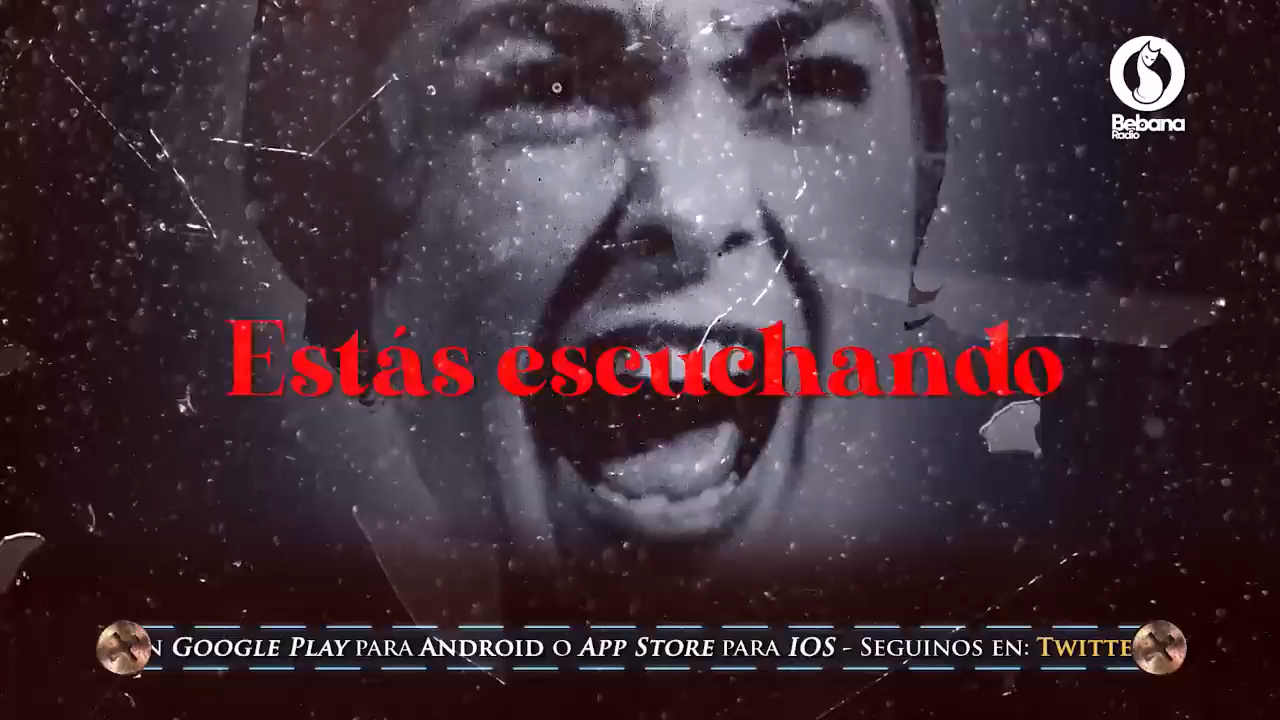 Bebana
Radio
Estás escuchando
N GOOGLE PLAY PARA ANDROID O APP STORE PARA IOS - SEGUINOS EN: TWITTE